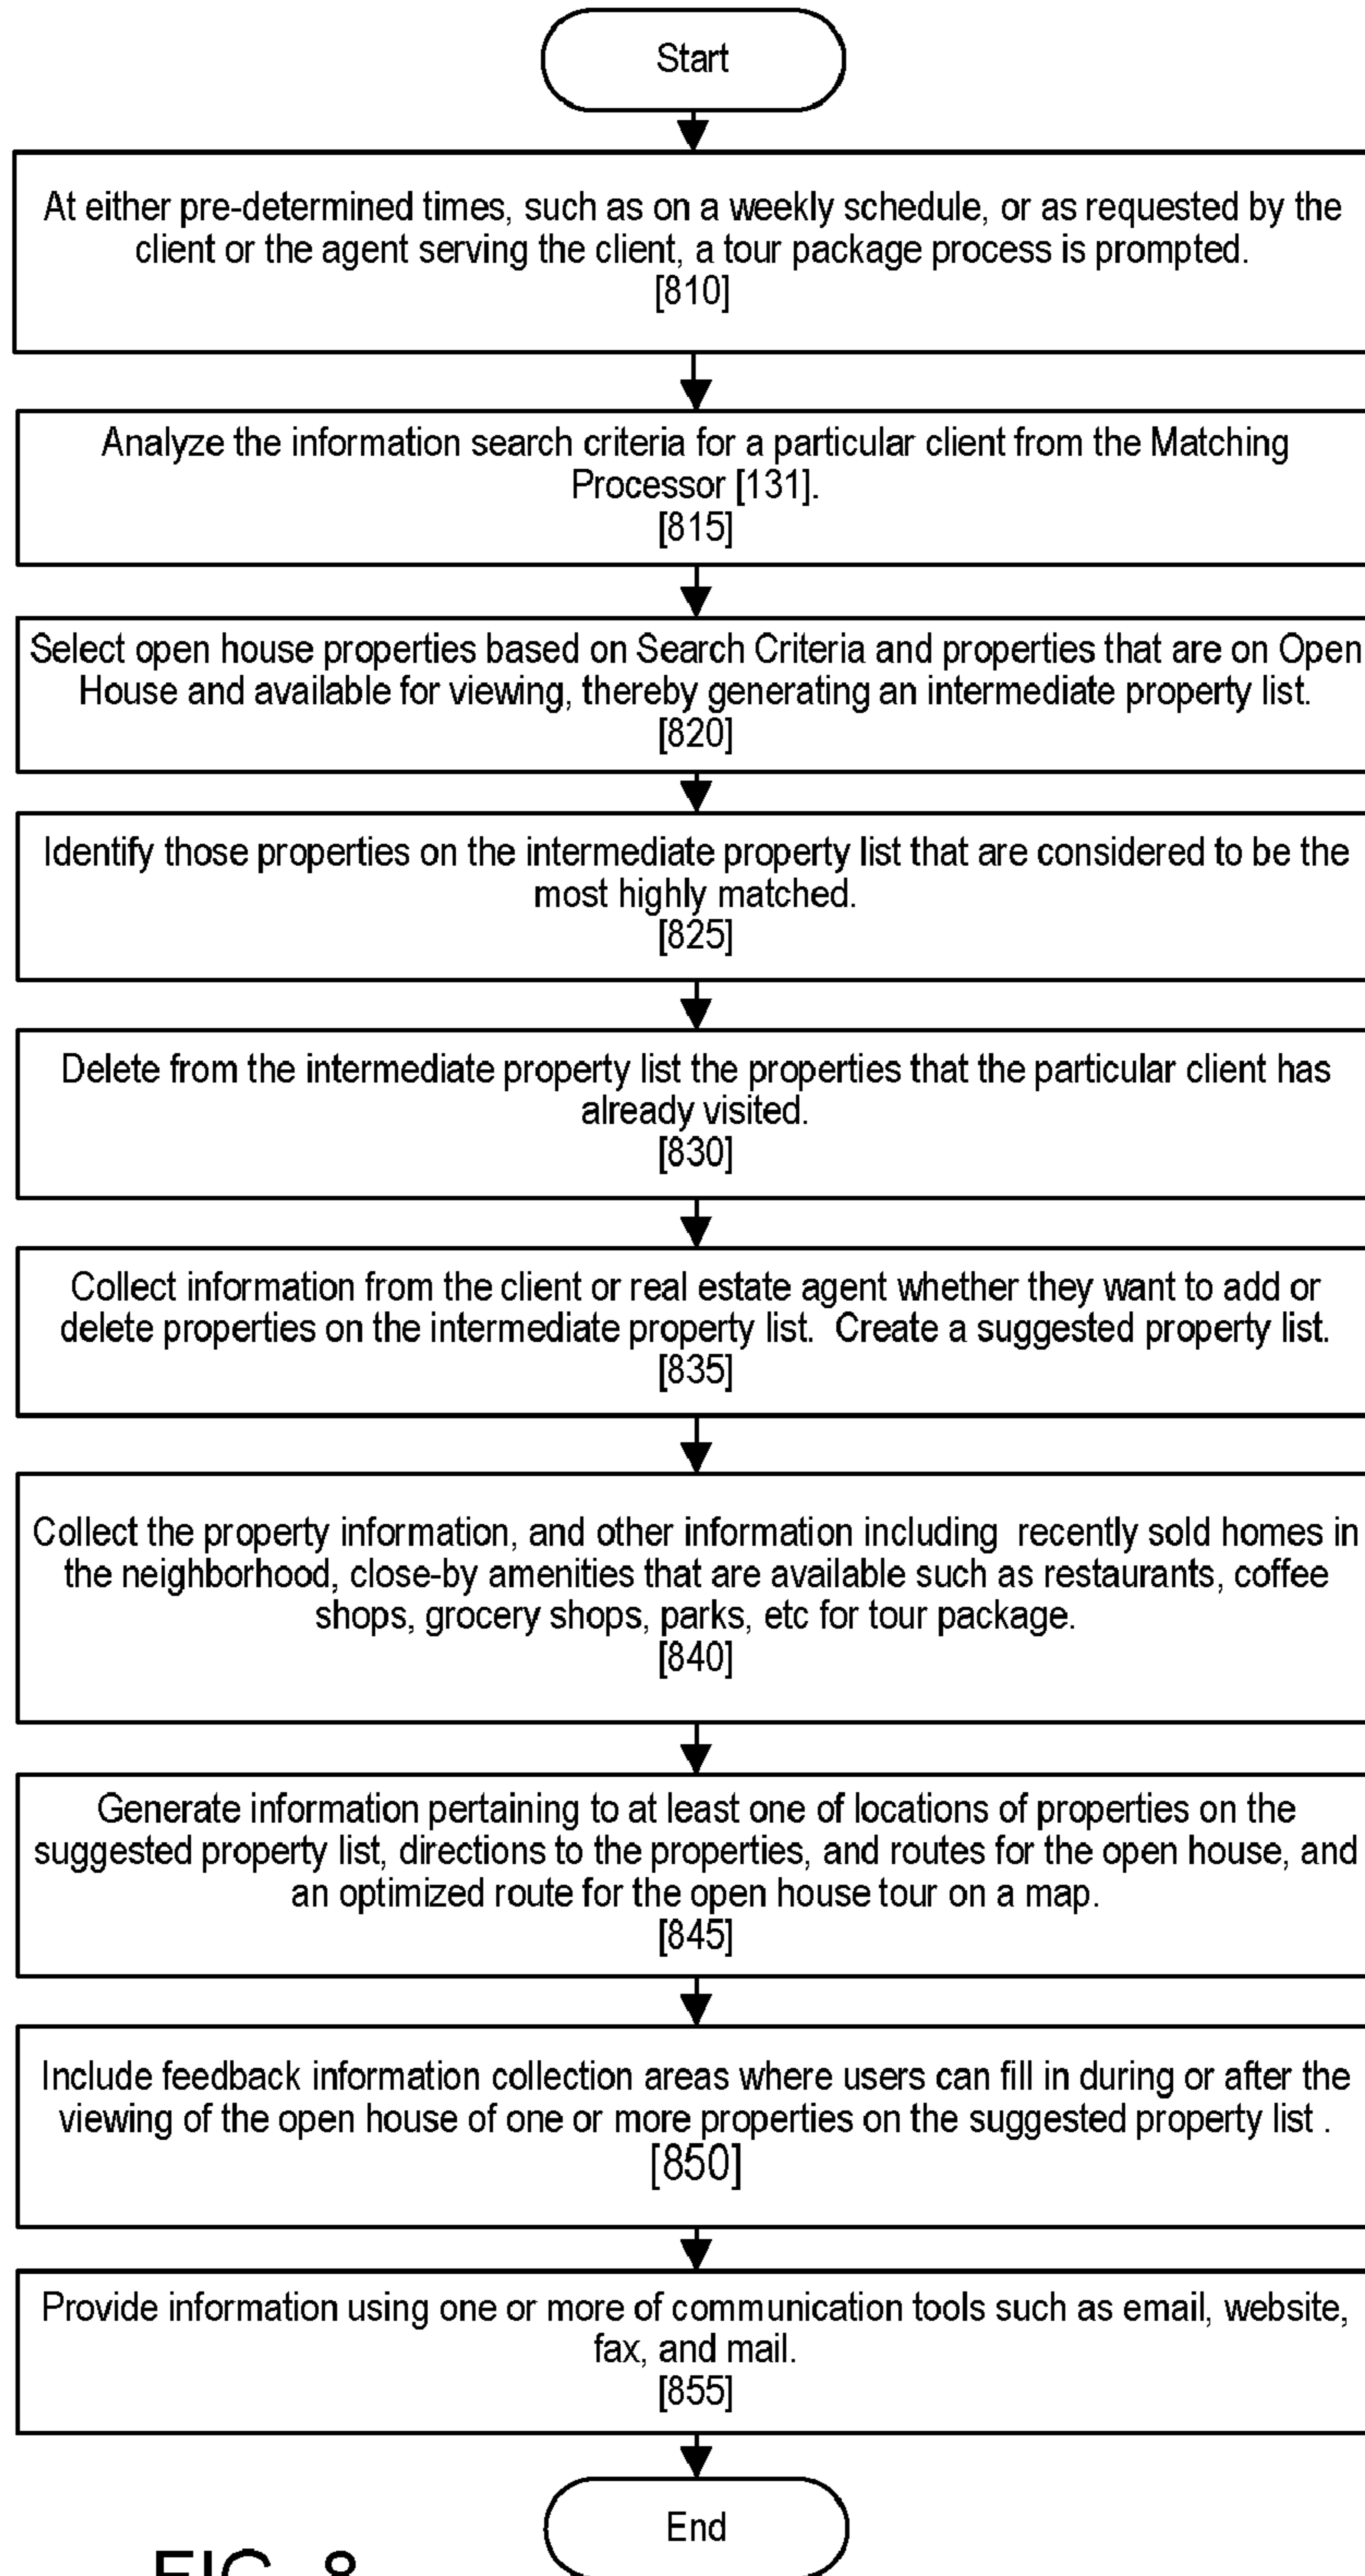 Start
At either pre-determined times, such as on a weekly schedule, or as requested by the
client or the agent serving the client, a tour package process is prompted.
[810]
Analyze the information search criteria for a particular client from the Matching
Processor [131].
[815]
Select open house properties based on Search Criteria and properties that are on Open
House and available for viewing, thereby generating an intermediate property list.
[820]
Identify those properties on the intermediate property list that are considered to be the
most highly matched.
[825]
Delete from the intermediate property list the properties that the particular client has
already visited.
[830]
Collect information from the client or real estate agent whether they want to add or
delete properties on the intermediate property list. Create a suggested property list.
[835]
Collect the property information, and other information including recently sold homes in
the neighborhood, close-by amenities that are available such as restaurants, coffee
shops, grocery shops, parks, etc for tour package.
[840]
Generate information pertaining to at least one of locations of properties on the
suggested property list, directions to the properties, and routes for the open house, and
an optimized route for the open house tour on a map.
[845]
Include feedback information collection areas where users can fill in during or after the
viewing of the open house of one or more properties on the suggested property list .
[850]
Provide information using one or more of communication tools such as email, website,
fax, and mail.
[855]
End
FIG. 8